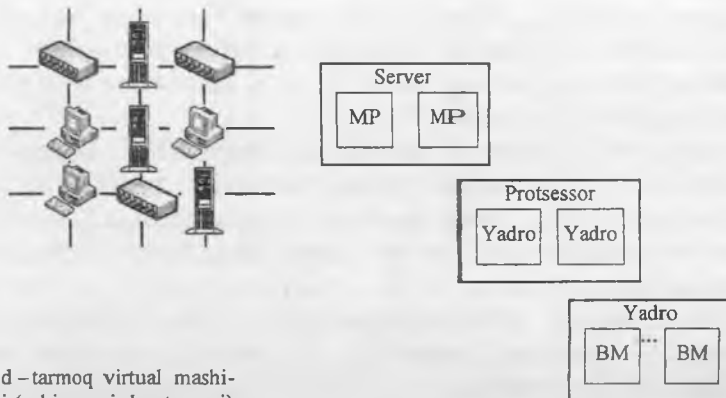 Server
MP MP
Protsessor
Yadro Yadro
Yadro
BM ... BM
d – tarmoq virtual mashi-